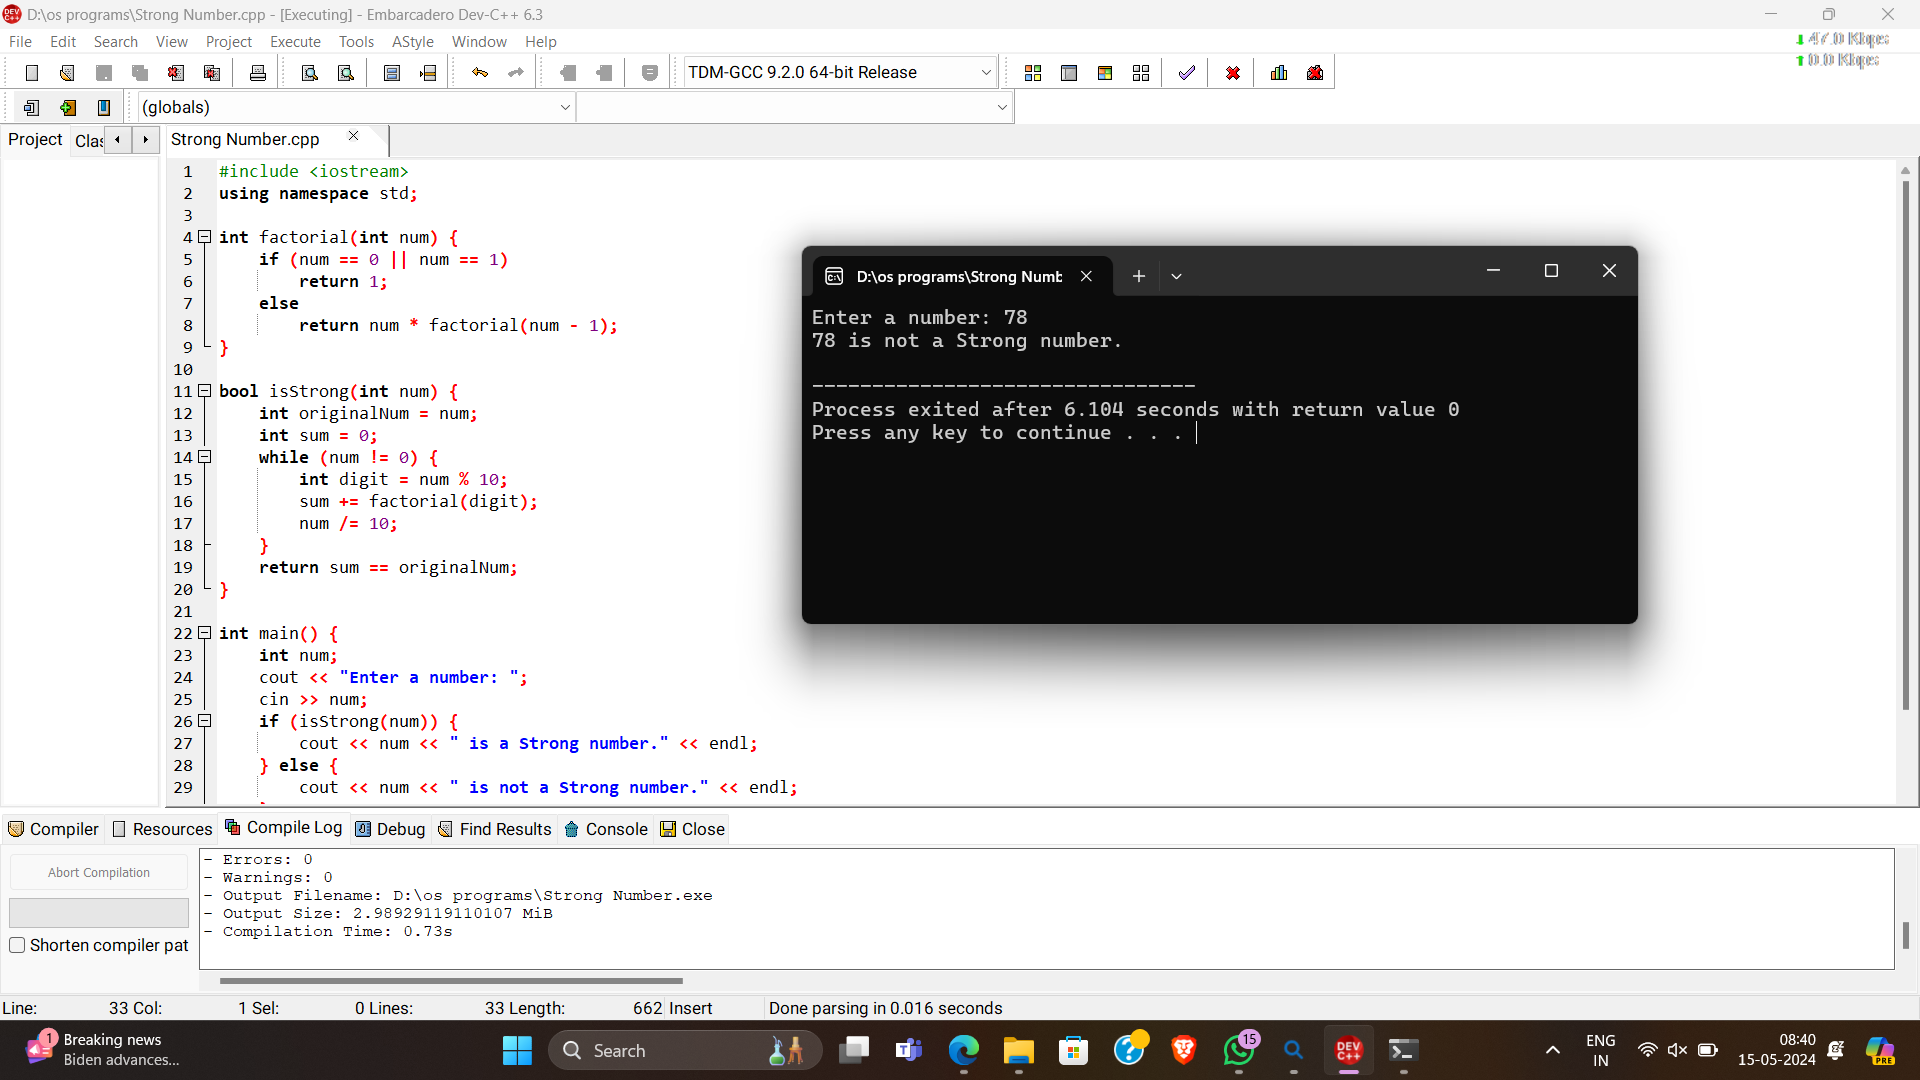 D:\os programs\Strong Number.cpp - [Executing] - Embarcadero Dev-C++ 6.3
File Edit Search View Project Execute Tools AStyle Window Help
47.0 Kbps
0.0 Kbps
TDM-GCC 9.2.0 64-bit Release
(globals)
Project Clas Strong Number.cpp
1 #include <iostream>
2 using namespace std;
3
4 int factorial(int num) {
5 if (num == 0 || num == 1)
6 return 1;
7 else
8 return num * factorial(num - 1);
9 }
10
11 bool isStrong(int num) {
12 int originalNum = num;
13 int sum = 0;
14 while (num != 0) {
15 int digit = num % 10;
16 sum += factorial(digit);
17 num /= 10;
18 }
19 return sum == originalNum;
20 }
21
22 int main() {
23 int num;
24 cout << "Enter a number: ";
25 cin >> num;
26 if (isStrong(num)) {
27 cout << num << " is a Strong number." << endl;
28 } else {
29 cout << num << " is not a Strong number." << endl;
D:\os programs\Strong Numb
Enter a number: 78
78 is not a Strong number.
--------------------------------
Process exited after 6.104 seconds with return value 0
Press any key to continue . . .
Compiler Resources Compile Log Debug Find Results Console Close
Abort Compilation
Shorten compiler pat
- Errors: 0
- Warnings: 0
- Output Filename: D:\os programs\Strong Number.exe
- Output Size: 2.98929119110107 MiB
- Compilation Time: 0.73s
Line: 33 Col: 1 Sel: 0 Lines: 33 Length: 662 Insert Done parsing in 0.016 seconds
1
Breaking news
Biden advances...
Search
15
DEV C++
ENG
IN
08:40
15-05-2024
PRE